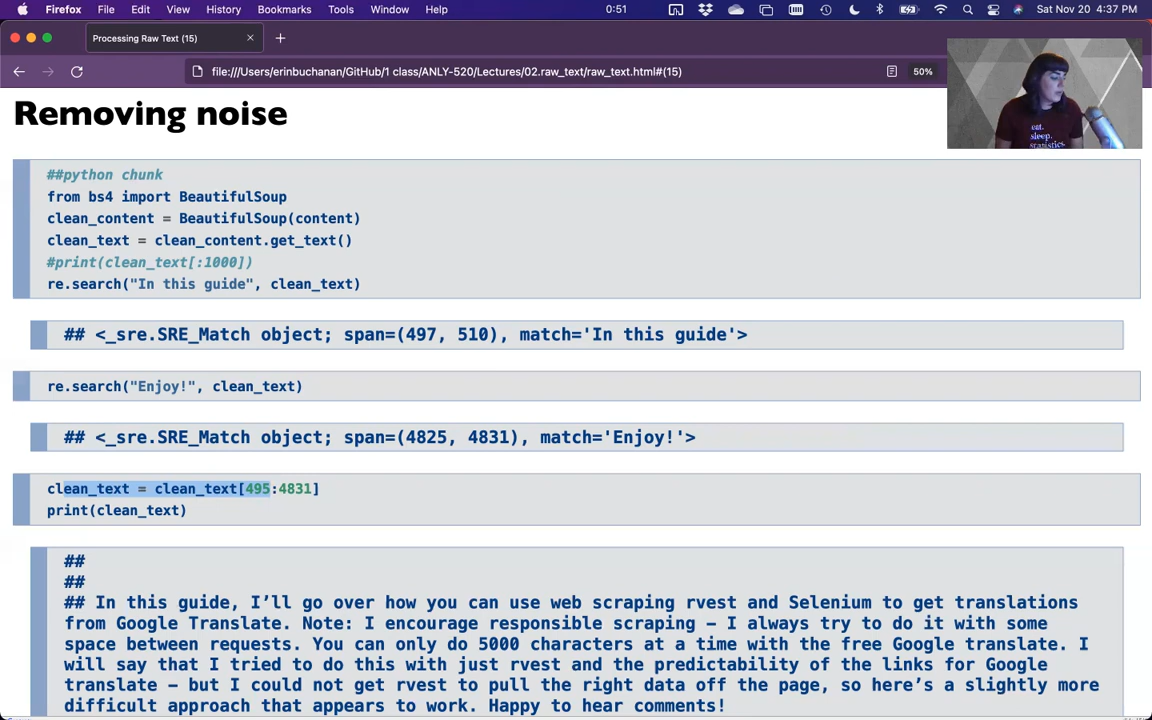 Firefox File Edit View History Bookmarks Tools Window Help 0:51 Sat Nov 20 4:37 PM
Processing Raw Text (15)
file:///Users/erinbuchanan/GitHub/1 class/ANLY-520/Lectures/02.raw_text/raw_text.html#(15) 50%
eat.
sleep.
statistics.
Removing noise
##python chunk
from bs4 import BeautifulSoup
clean_content = BeautifulSoup(content)
clean_text = clean_content.get_text()
#print(clean_text[:1000])
re.search("In this guide", clean_text)
## <_sre.SRE_Match object; span=(497, 510), match='In this guide'>
re.search("Enjoy!", clean_text)
## <_sre.SRE_Match object; span=(4825, 4831), match='Enjoy!'>
clean_text = clean_text[495:4831]
print(clean_text)
##
##
## In this guide, I’ll go over how you can use web scraping rvest and Selenium to get translations
from Google Translate. Note: I encourage responsible scraping – I always try to do it with some
space between requests. You can only do 5000 characters at a time with the free Google translate. I
will say that I tried to do this with just rvest and the predictability of the links for Google
translate – but I could not get rvest to pull the right data off the page, so here’s a slightly more
difficult approach that appears to work. Happy to hear comments!